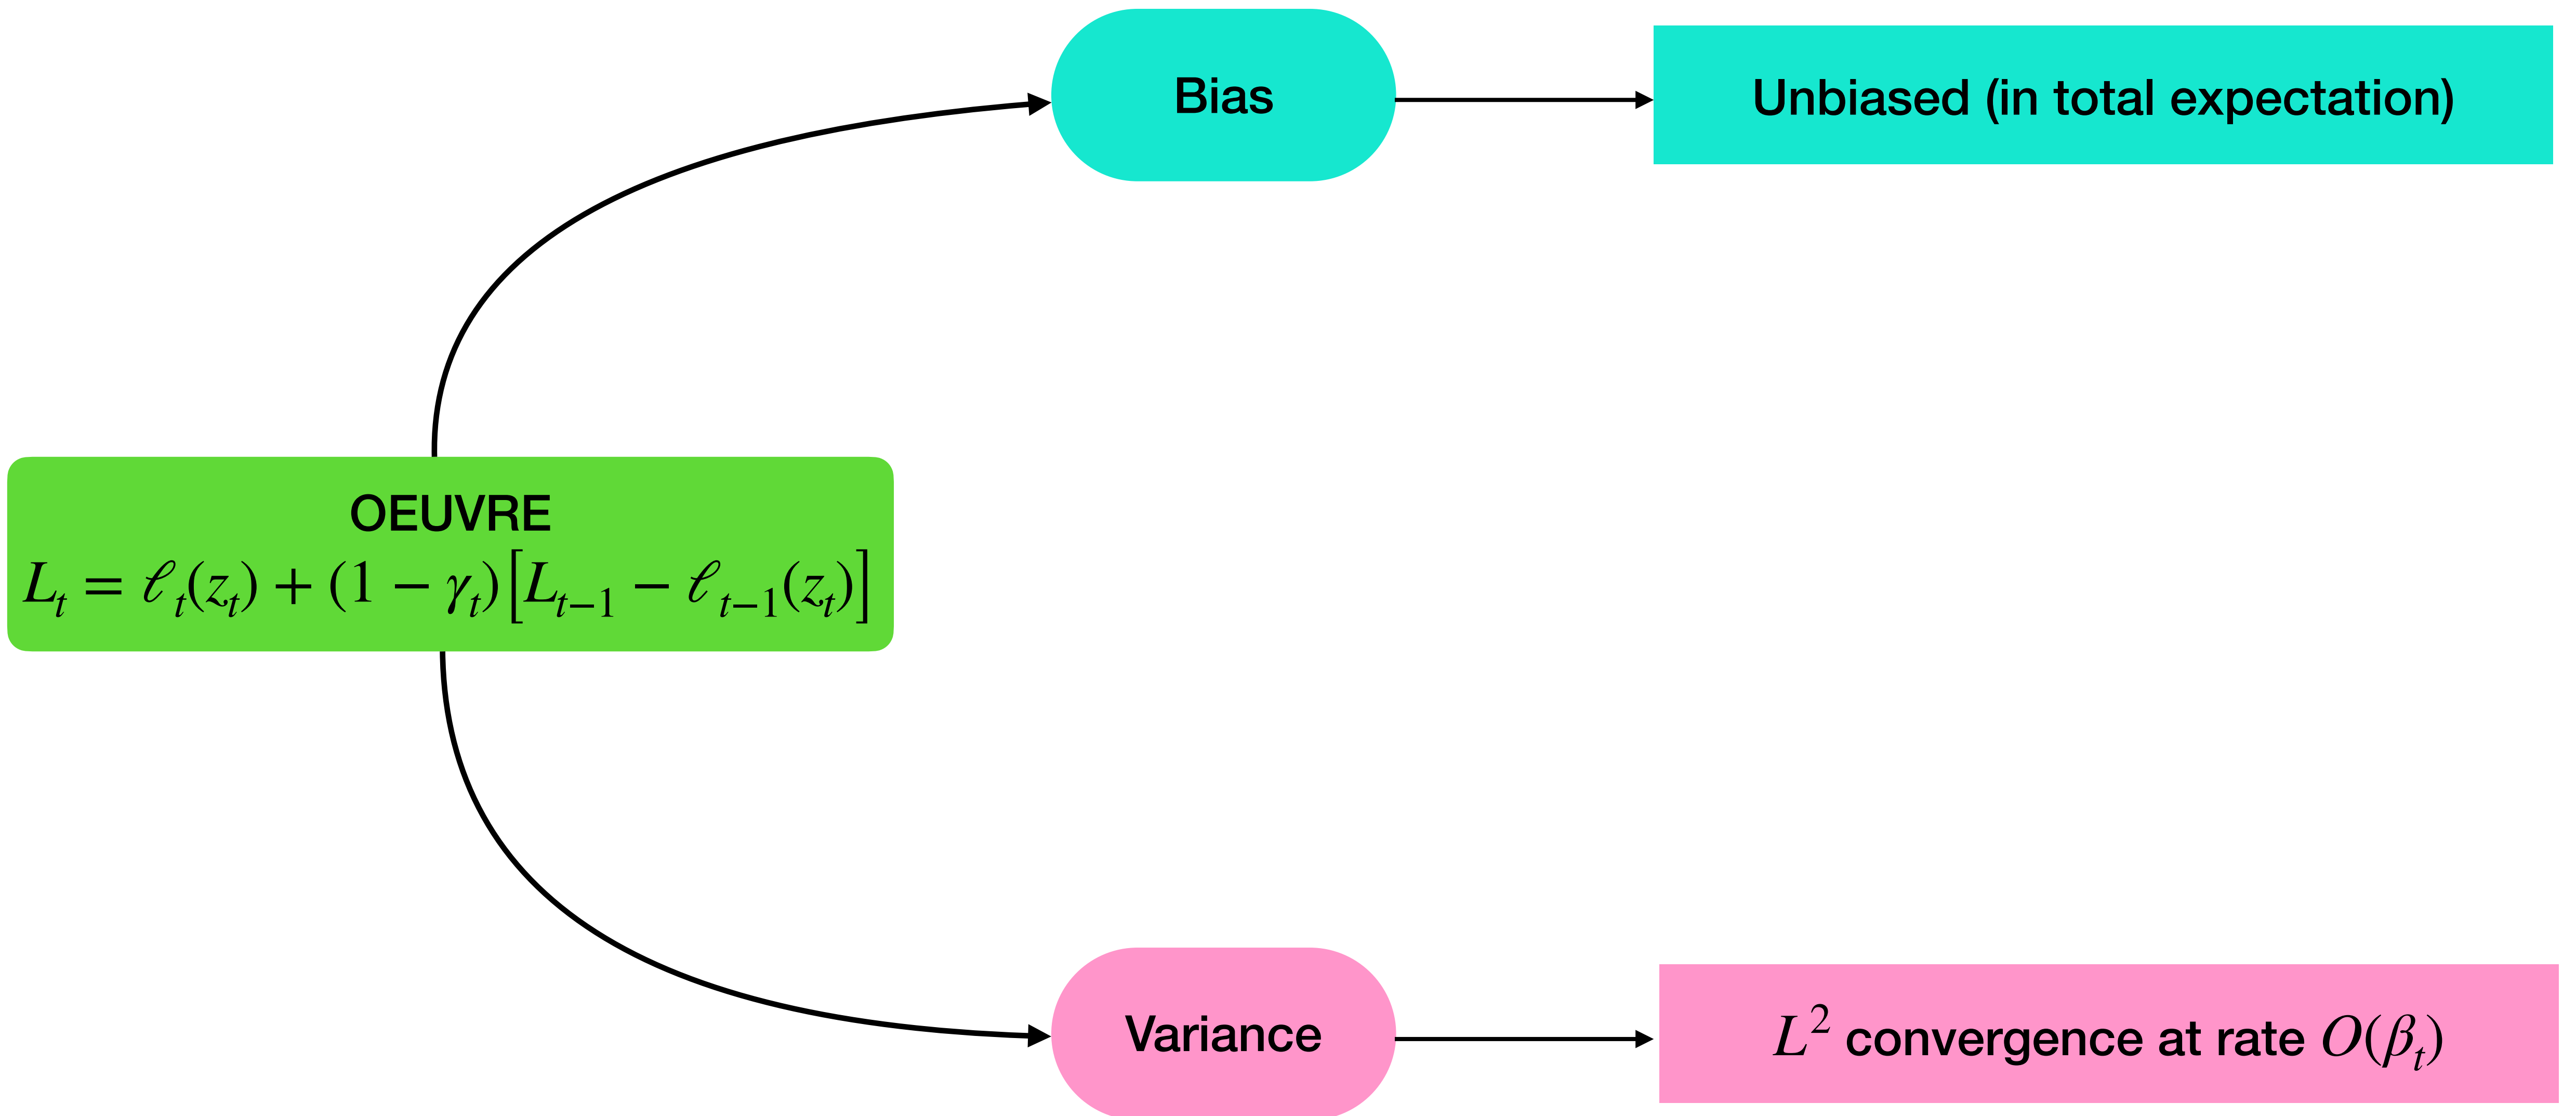 Bias
Unbiased (in total expectation)
OEUVRE
L_t = ℓ_t(z_t) + (1 − γ_t)[L_{t−1} − ℓ_{t−1}(z_t)]
Variance
L² convergence at rate O(β_t)